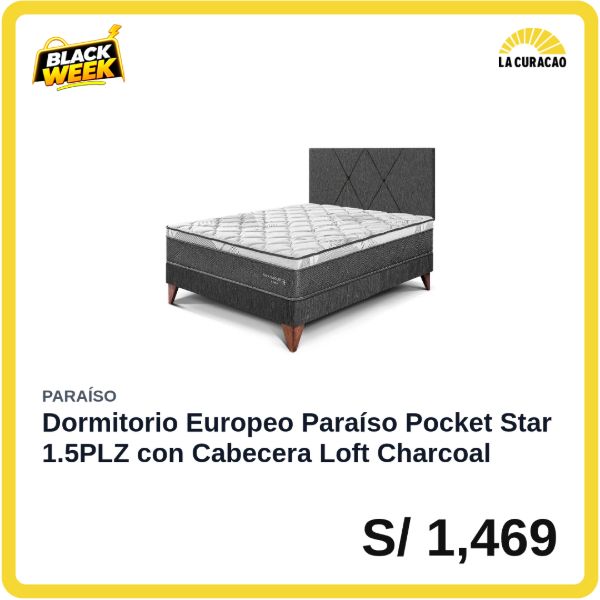 BLACK
WEEK
LA CURACAO
PARAÍSO
Dormitorio Europeo Paraíso Pocket Star
1.5PLZ con Cabecera Loft Charcoal
S/ 1,469